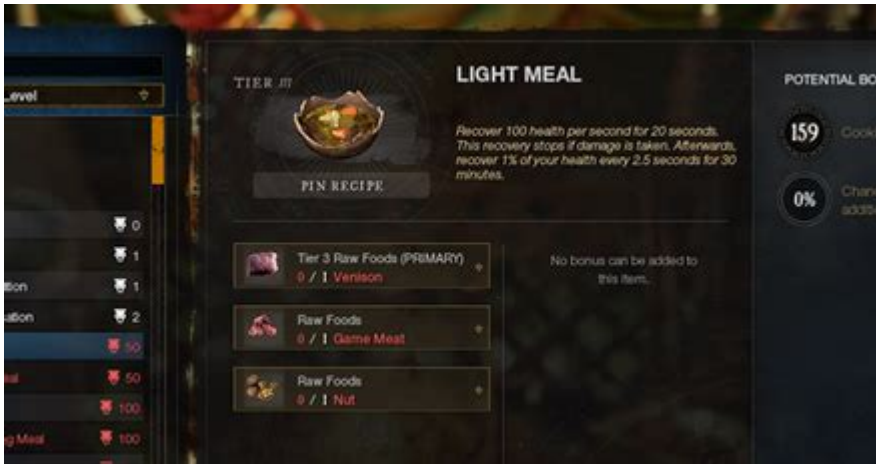 Level
0
1
tion
1
ation
2
50
50
100
g Meal
100
TIER III
PIN RECIPE
LIGHT MEAL
Recover 100 health per second for 20 seconds.
This recovery stops if damage is taken. Afterwards,
recover 1% of your health every 2.5 seconds for 30
minutes.
Tier 3 Raw Foods (PRIMARY)
0 / 1 Venison
Raw Foods
0 / 1 Game Meat
Raw Foods
0 / 1 Nut
No bonus can be added to
this item.
POTENTIAL BO
159
Cook
0%
Chan
additi